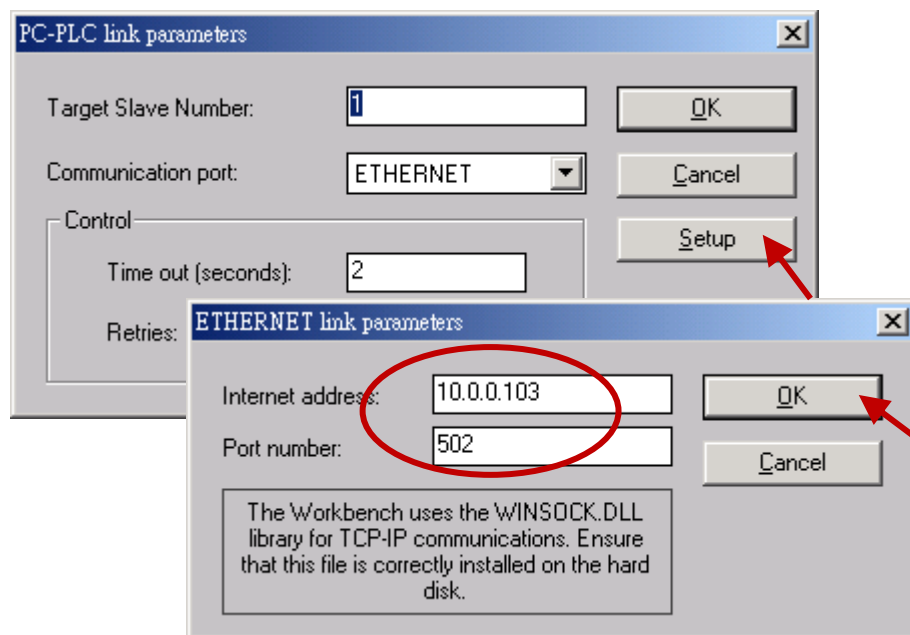 PC-PLC link parameters
Target Slave Number: 1 OK
Communication port: ETHERNET Cancel
Control Setup
Time out (seconds): 2
Retries:
ETHERNET link parameters
Internet address: 10.0.0.103 OK
Port number: 502 Cancel
The Workbench uses the WINSOCK.DLL
library for TCP-IP communications. Ensure
that this file is correctly installed on the hard
disk.